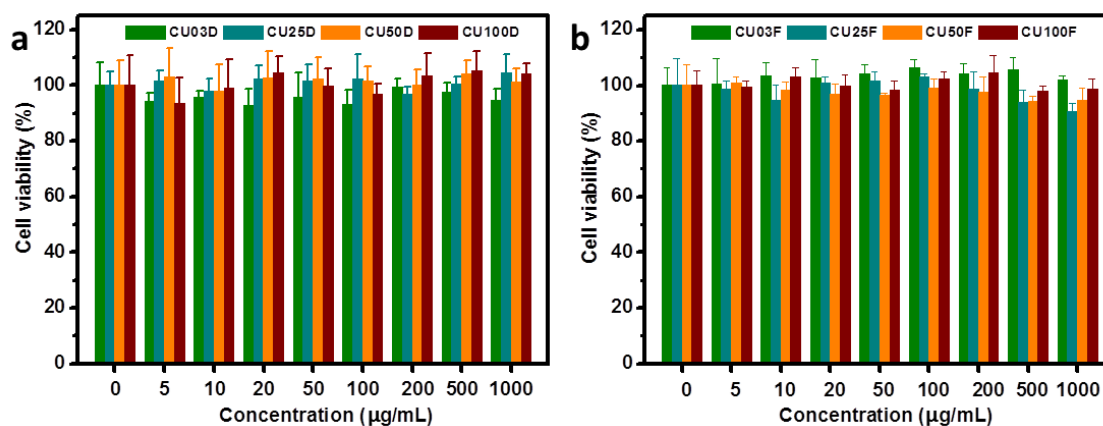 a
CU03D CU25D CU50D CU100D
120
100
80
60
40
20
0
Cell viability (%)
0 5 10 20 50 100 200 500 1000
Concentration (µg/mL)
b
CU03F CU25F CU50F CU100F
120
100
80
60
40
20
0
Cell viability (%)
0 5 10 20 50 100 200 500 1000
Concentration (µg/mL)